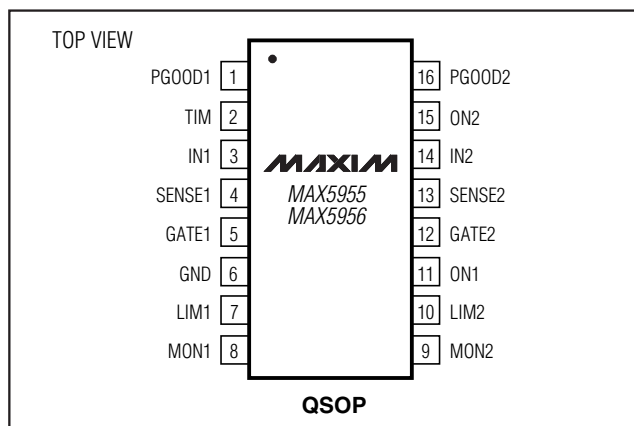 TOP VIEW
PGOOD1 1 16 PGOOD2
TIM 2 15 ON2
IN1 3 14 IN2
MAXIM
SENSE1 4 MAX5955 13 SENSE2
MAX5956
GATE1 5 12 GATE2
GND 6 11 ON1
LIM1 7 10 LIM2
MON1 8 9 MON2
QSOP